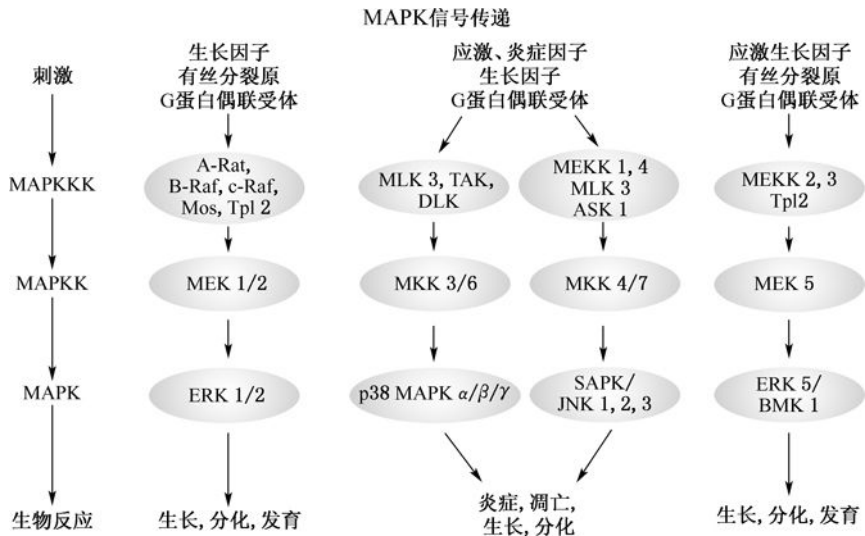 MAPK信号传递
刺激
MAPKKK
MAPKK
MAPK
生物反应
生长因子
有丝分裂原
G蛋白偶联受体
A-Rat,
B-Raf, c-Raf,
Mos, Tpl 2
MEK 1/2
ERK 1/2
生长, 分化, 发育
应激、炎症因子
生长因子
G蛋白偶联受体
MLK 3, TAK,
DLK
MKK 3/6
p38 MAPK α/β/γ
MEKK 1, 4
MLK 3
ASK 1
MKK 4/7
SAPK/
JNK 1, 2, 3
炎症, 凋亡,
生长, 分化
应激生长因子
有丝分裂原
G蛋白偶联受体
MEKK 2, 3
Tpl2
MEK 5
ERK 5/
BMK 1
生长, 分化, 发育